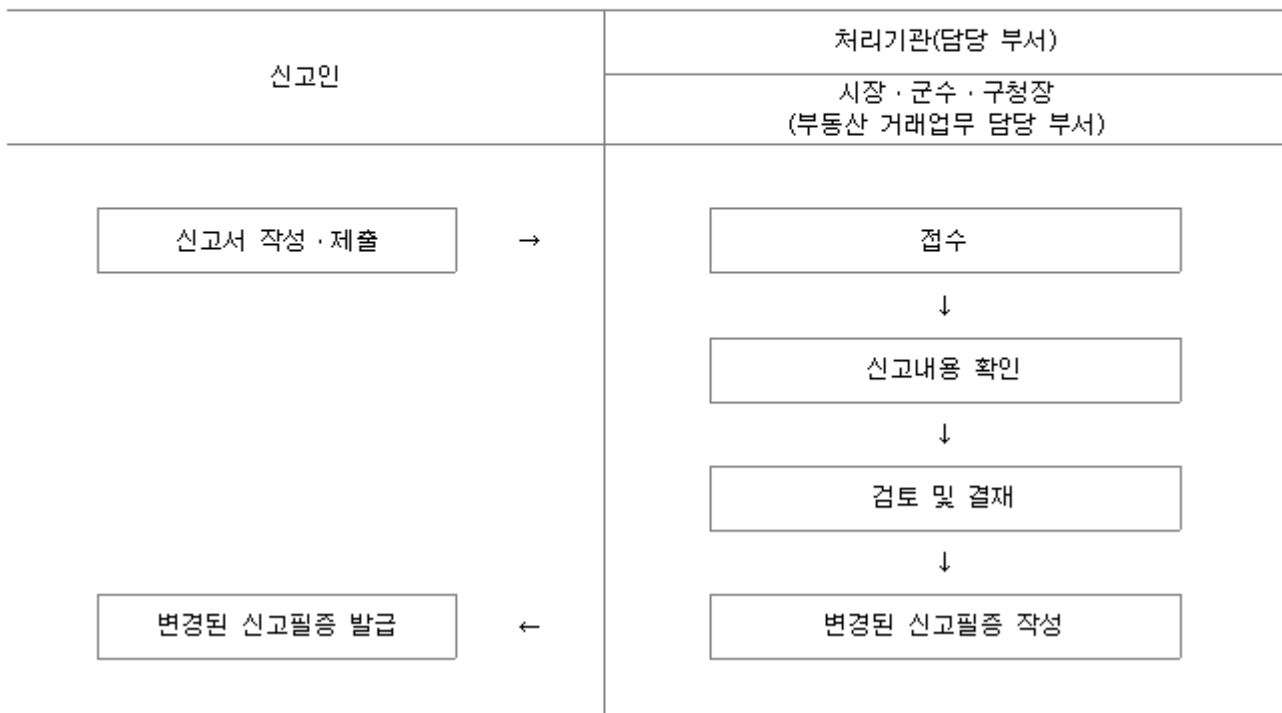 신고인
처리기관(담당 부서)
시장 · 군수 · 구청장
(부동산 거래업무 담당 부서)
신고서 작성 · 제출
→
접수
↓
신고내용 확인
↓
검토 및 결재
↓
변경된 신고필증 발급
←
변경된 신고필증 작성